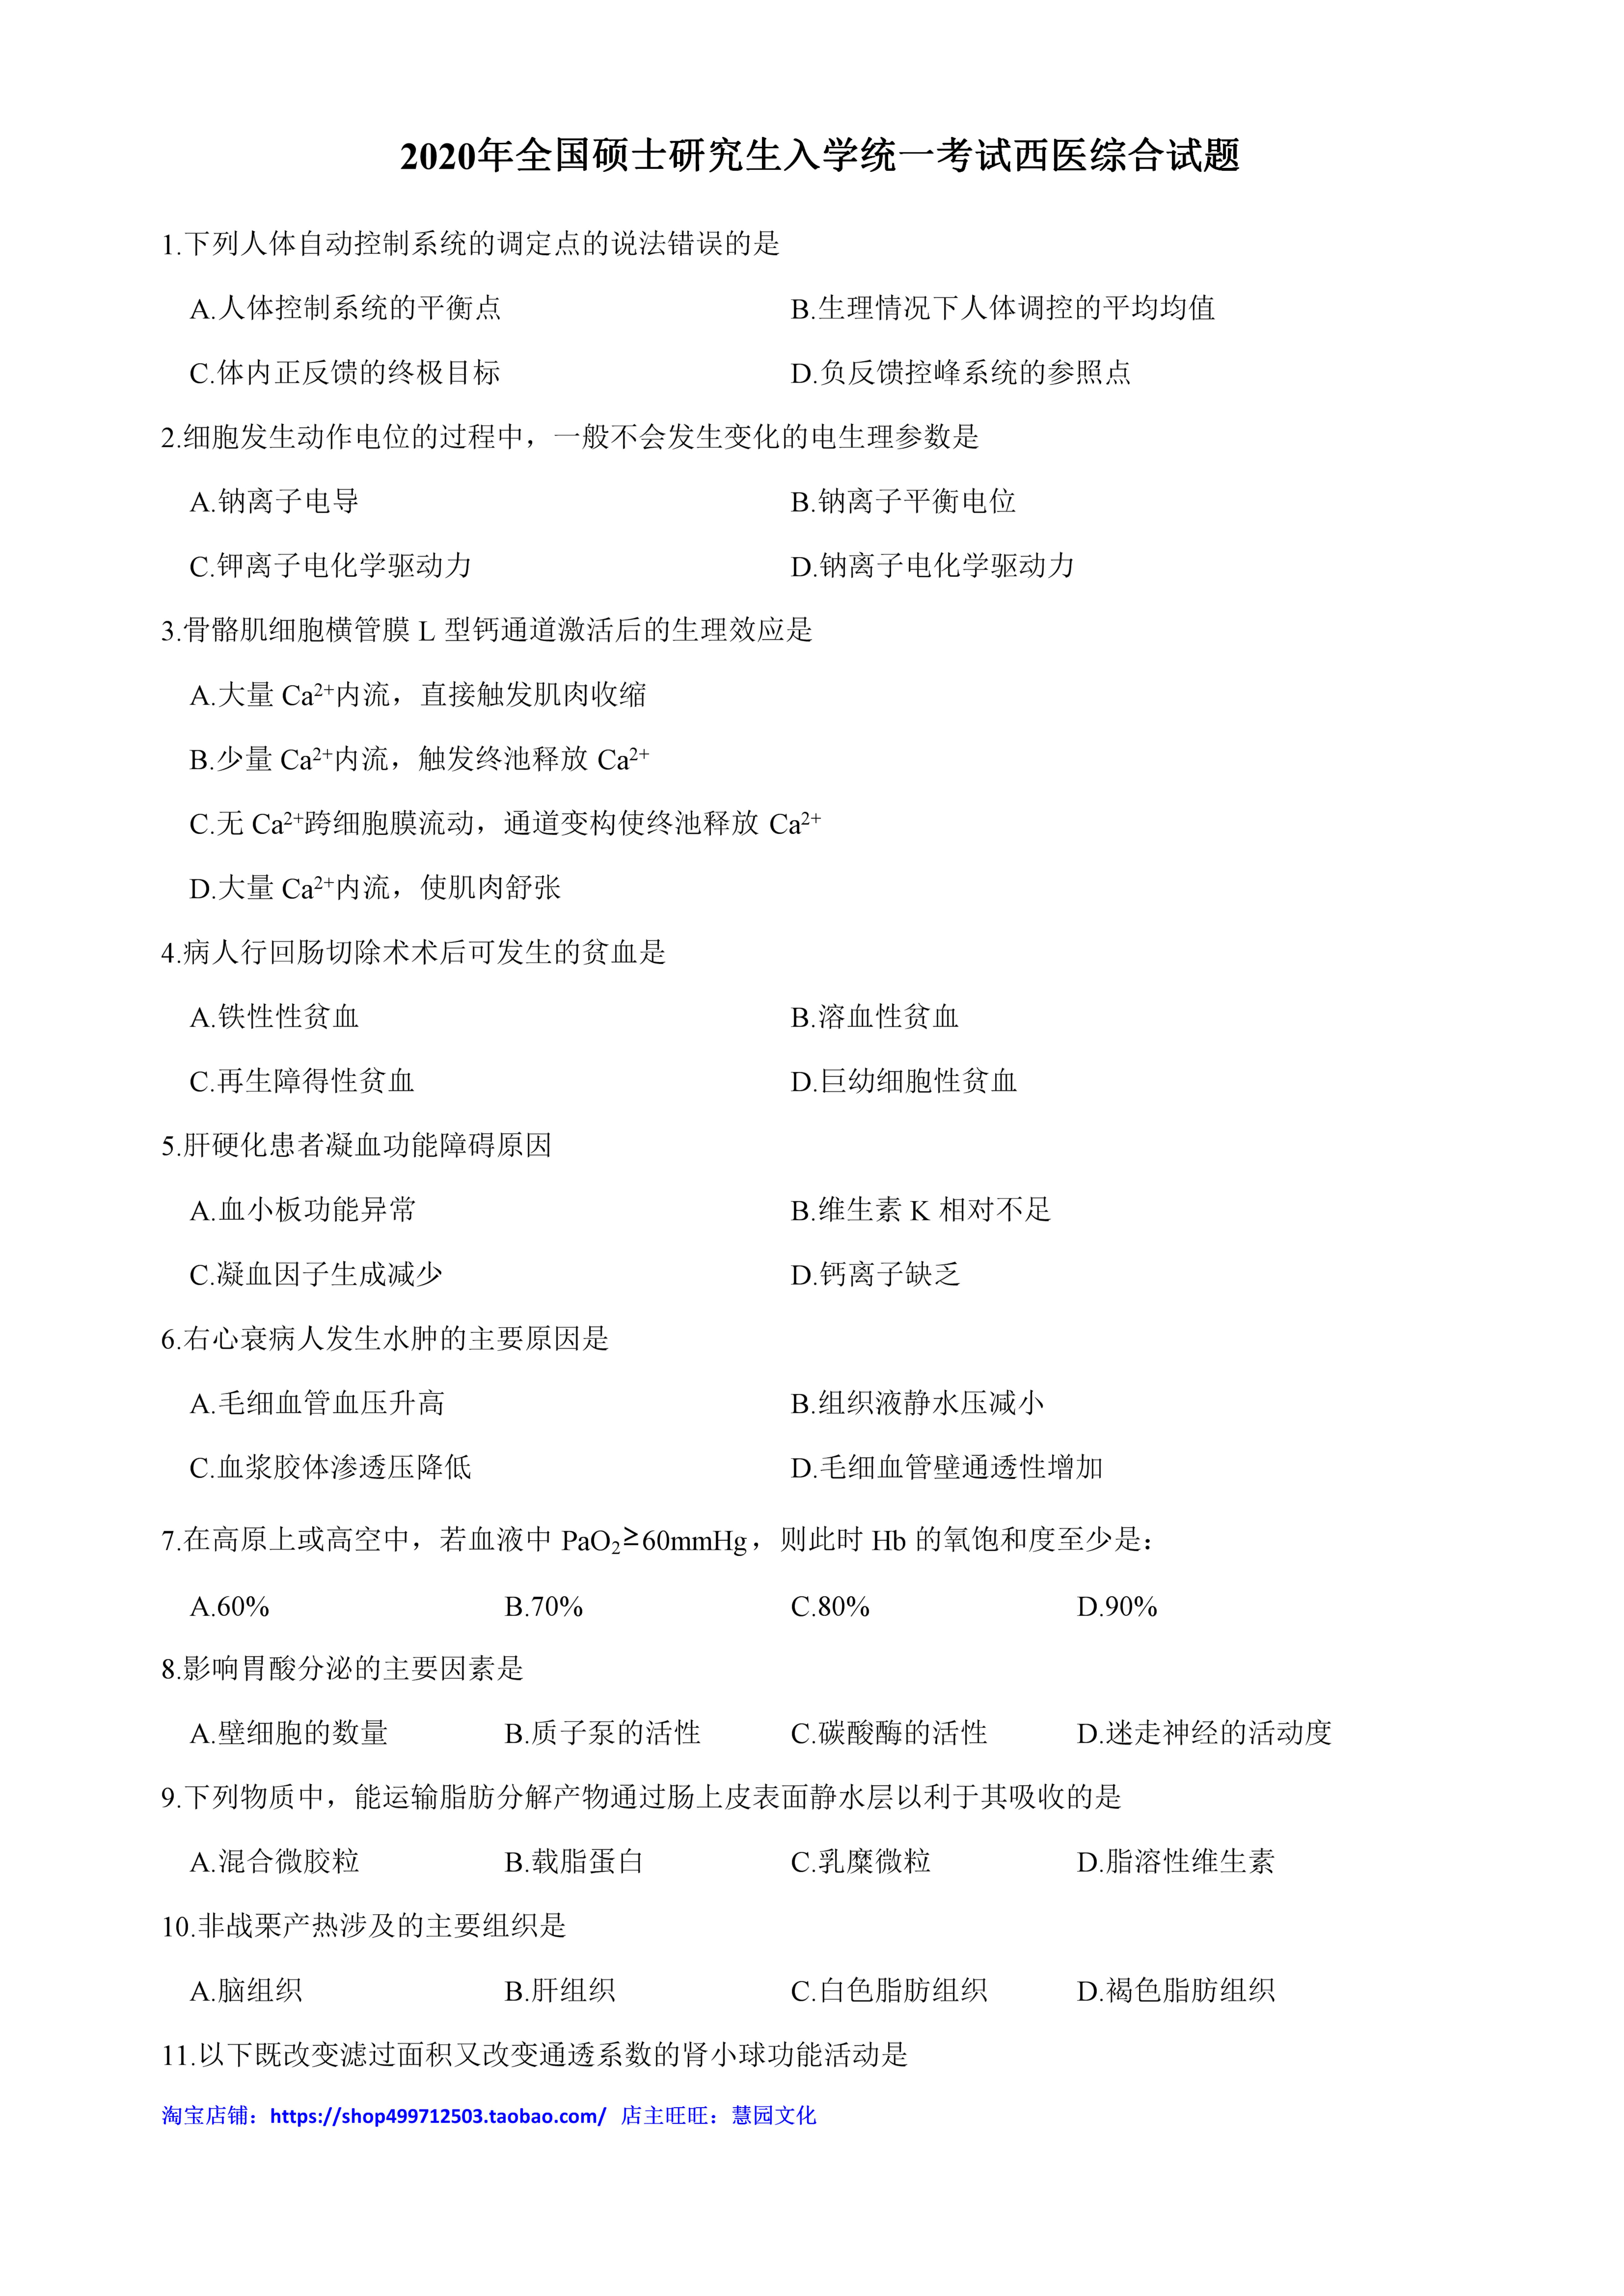 2020年全国硕士研究生入学统一考试西医综合试题
1.下列人体自动控制系统的调定点的说法错误的是
A.人体控制系统的平衡点 B.生理情况下人体调控的平均均值
C.体内正反馈的终极目标 D.负反馈控峰系统的参照点
2.细胞发生动作电位的过程中，一般不会发生变化的电生理参数是
A.钠离子电导 B.钠离子平衡电位
C.钾离子电化学驱动力 D.钠离子电化学驱动力
3.骨骼肌细胞横管膜 L 型钙通道激活后的生理效应是
A.大量 Ca²⁺内流，直接触发肌肉收缩
B.少量 Ca²⁺内流，触发终池释放 Ca²⁺
C.无 Ca²⁺跨细胞膜流动，通道变构使终池释放 Ca²⁺
D.大量 Ca²⁺内流，使肌肉舒张
4.病人行回肠切除术术后可发生的贫血是
A.铁性性贫血 B.溶血性贫血
C.再生障得性贫血 D.巨幼细胞性贫血
5.肝硬化患者凝血功能障碍原因
A.血小板功能异常 B.维生素 K 相对不足
C.凝血因子生成减少 D.钙离子缺乏
6.右心衰病人发生水肿的主要原因是
A.毛细血管血压升高 B.组织液静水压减小
C.血浆胶体渗透压降低 D.毛细血管壁通透性增加
7.在高原上或高空中，若血液中 PaO₂≥60mmHg，则此时 Hb 的氧饱和度至少是：
A.60% B.70% C.80% D.90%
8.影响胃酸分泌的主要因素是
A.壁细胞的数量 B.质子泵的活性 C.碳酸酶的活性 D.迷走神经的活动度
9.下列物质中，能运输脂肪分解产物通过肠上皮表面静水层以利于其吸收的是
A.混合微胶粒 B.载脂蛋白 C.乳糜微粒 D.脂溶性维生素
10.非战栗产热涉及的主要组织是
A.脑组织 B.肝组织 C.白色脂肪组织 D.褐色脂肪组织
11.以下既改变滤过面积又改变通透系数的肾小球功能活动是
淘宝店铺：https://shop499712503.taobao.com/ 店主旺旺：慧园文化